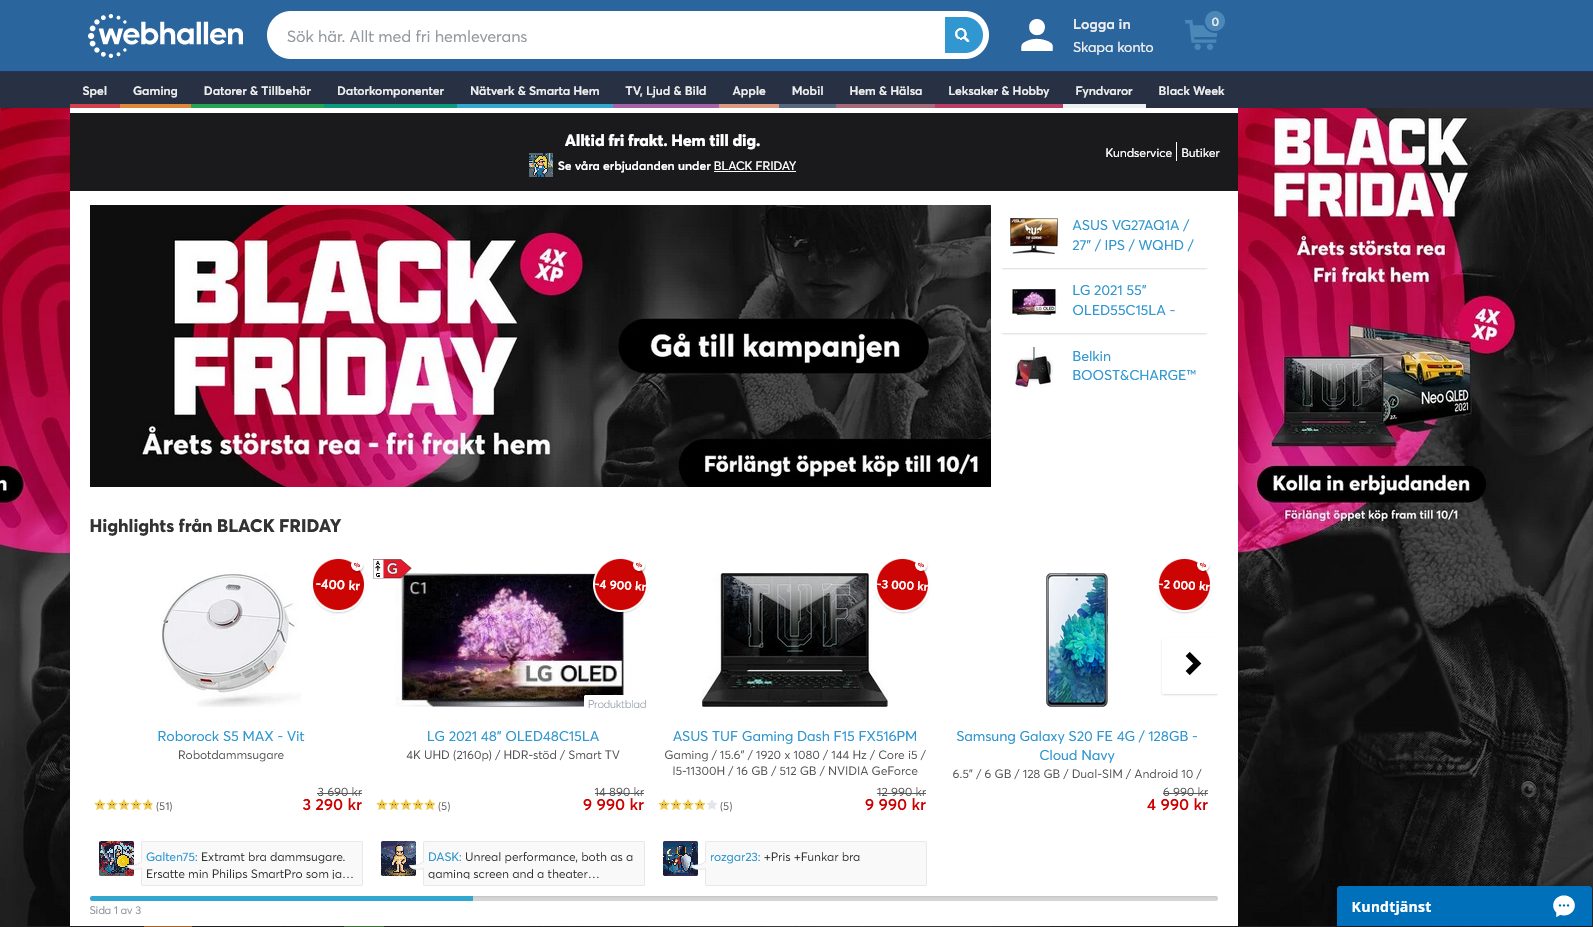 webhallen
Sök här. Allt med fri hemleverans
Logga in
Skapa konto
0
Spel Gaming Datorer & Tillbehör Datorkomponenter Nätverk & Smarta Hem TV, Ljud & Bild Apple Mobil Hem & Hälsa Leksaker & Hobby Fyndvaror Black Week
Alltid fri frakt. Hem till dig.
Se våra erbjudanden under BLACK FRIDAY
Kundservice | Butiker
BLACK
FRIDAY
4X
XP
Årets största rea - fri frakt hem
Gå till kampanjen
Förlängt öppet köp till 10/1
ASUS VG27AQ1A /
27" / IPS / WQHD /
LG 2021 55"
OLED55C15LA -
Belkin
BOOST&CHARGE™
BLACK
FRIDAY
Årets största rea
Fri frakt hem
4X
XP
Neo QLED
2021
Kolla in erbjudanden
Förlängt öppet köp fram till 10/1
n
Highlights från BLACK FRIDAY
-400 kr
Roborock S5 MAX - Vit
Robotdammsugare
3 690 kr
(51)
3 290 kr
Galten75: Extramt bra dammsugare.
Ersatte min Philips SmartPro som ja...
G
C1
-4 900 kr
LG OLED
Produktblad
LG 2021 48" OLED48C15LA
4K UHD (2160p) / HDR-stöd / Smart TV
14 890 kr
(5)
9 990 kr
DASK: Unreal performance, both as a
gaming screen and a theater...
TUF
-3 000 kr
ASUS TUF Gaming Dash F15 FX516PM
Gaming / 15.6" / 1920 x 1080 / 144 Hz / Core i5 /
I5-11300H / 16 GB / 512 GB / NVIDIA GeForce
12 990 kr
(5)
9 990 kr
rozgar23: +Pris +Funkar bra
-2 000 kr
Samsung Galaxy S20 FE 4G / 128GB -
Cloud Navy
6.5" / 6 GB / 128 GB / Dual-SIM / Android 10 /
6 990 kr
4 990 kr
Sida 1 av 3
Kundtjänst